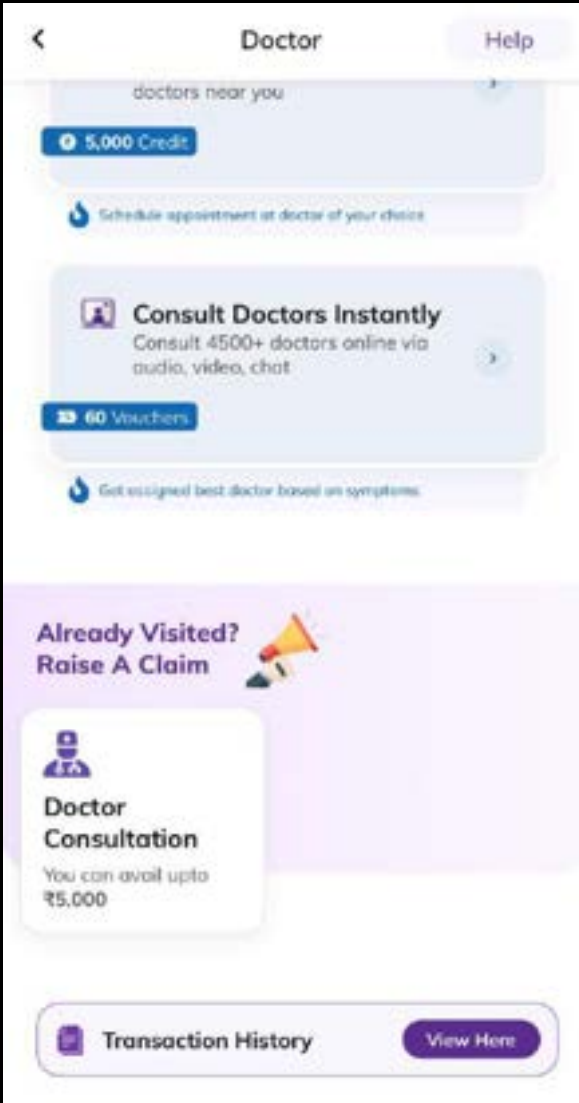 Doctor
Help
doctors near you
5,000 Credit
Schedule appointment at doctor of your choice
Consult Doctors Instantly
Consult 4500+ doctors online via
audio, video, chat
60 Vouchers
Get assigned best doctor based on symptoms
Already Visited?
Raise A Claim
Doctor
Consultation
You can avail upto
₹5,000
Transaction History
View Here